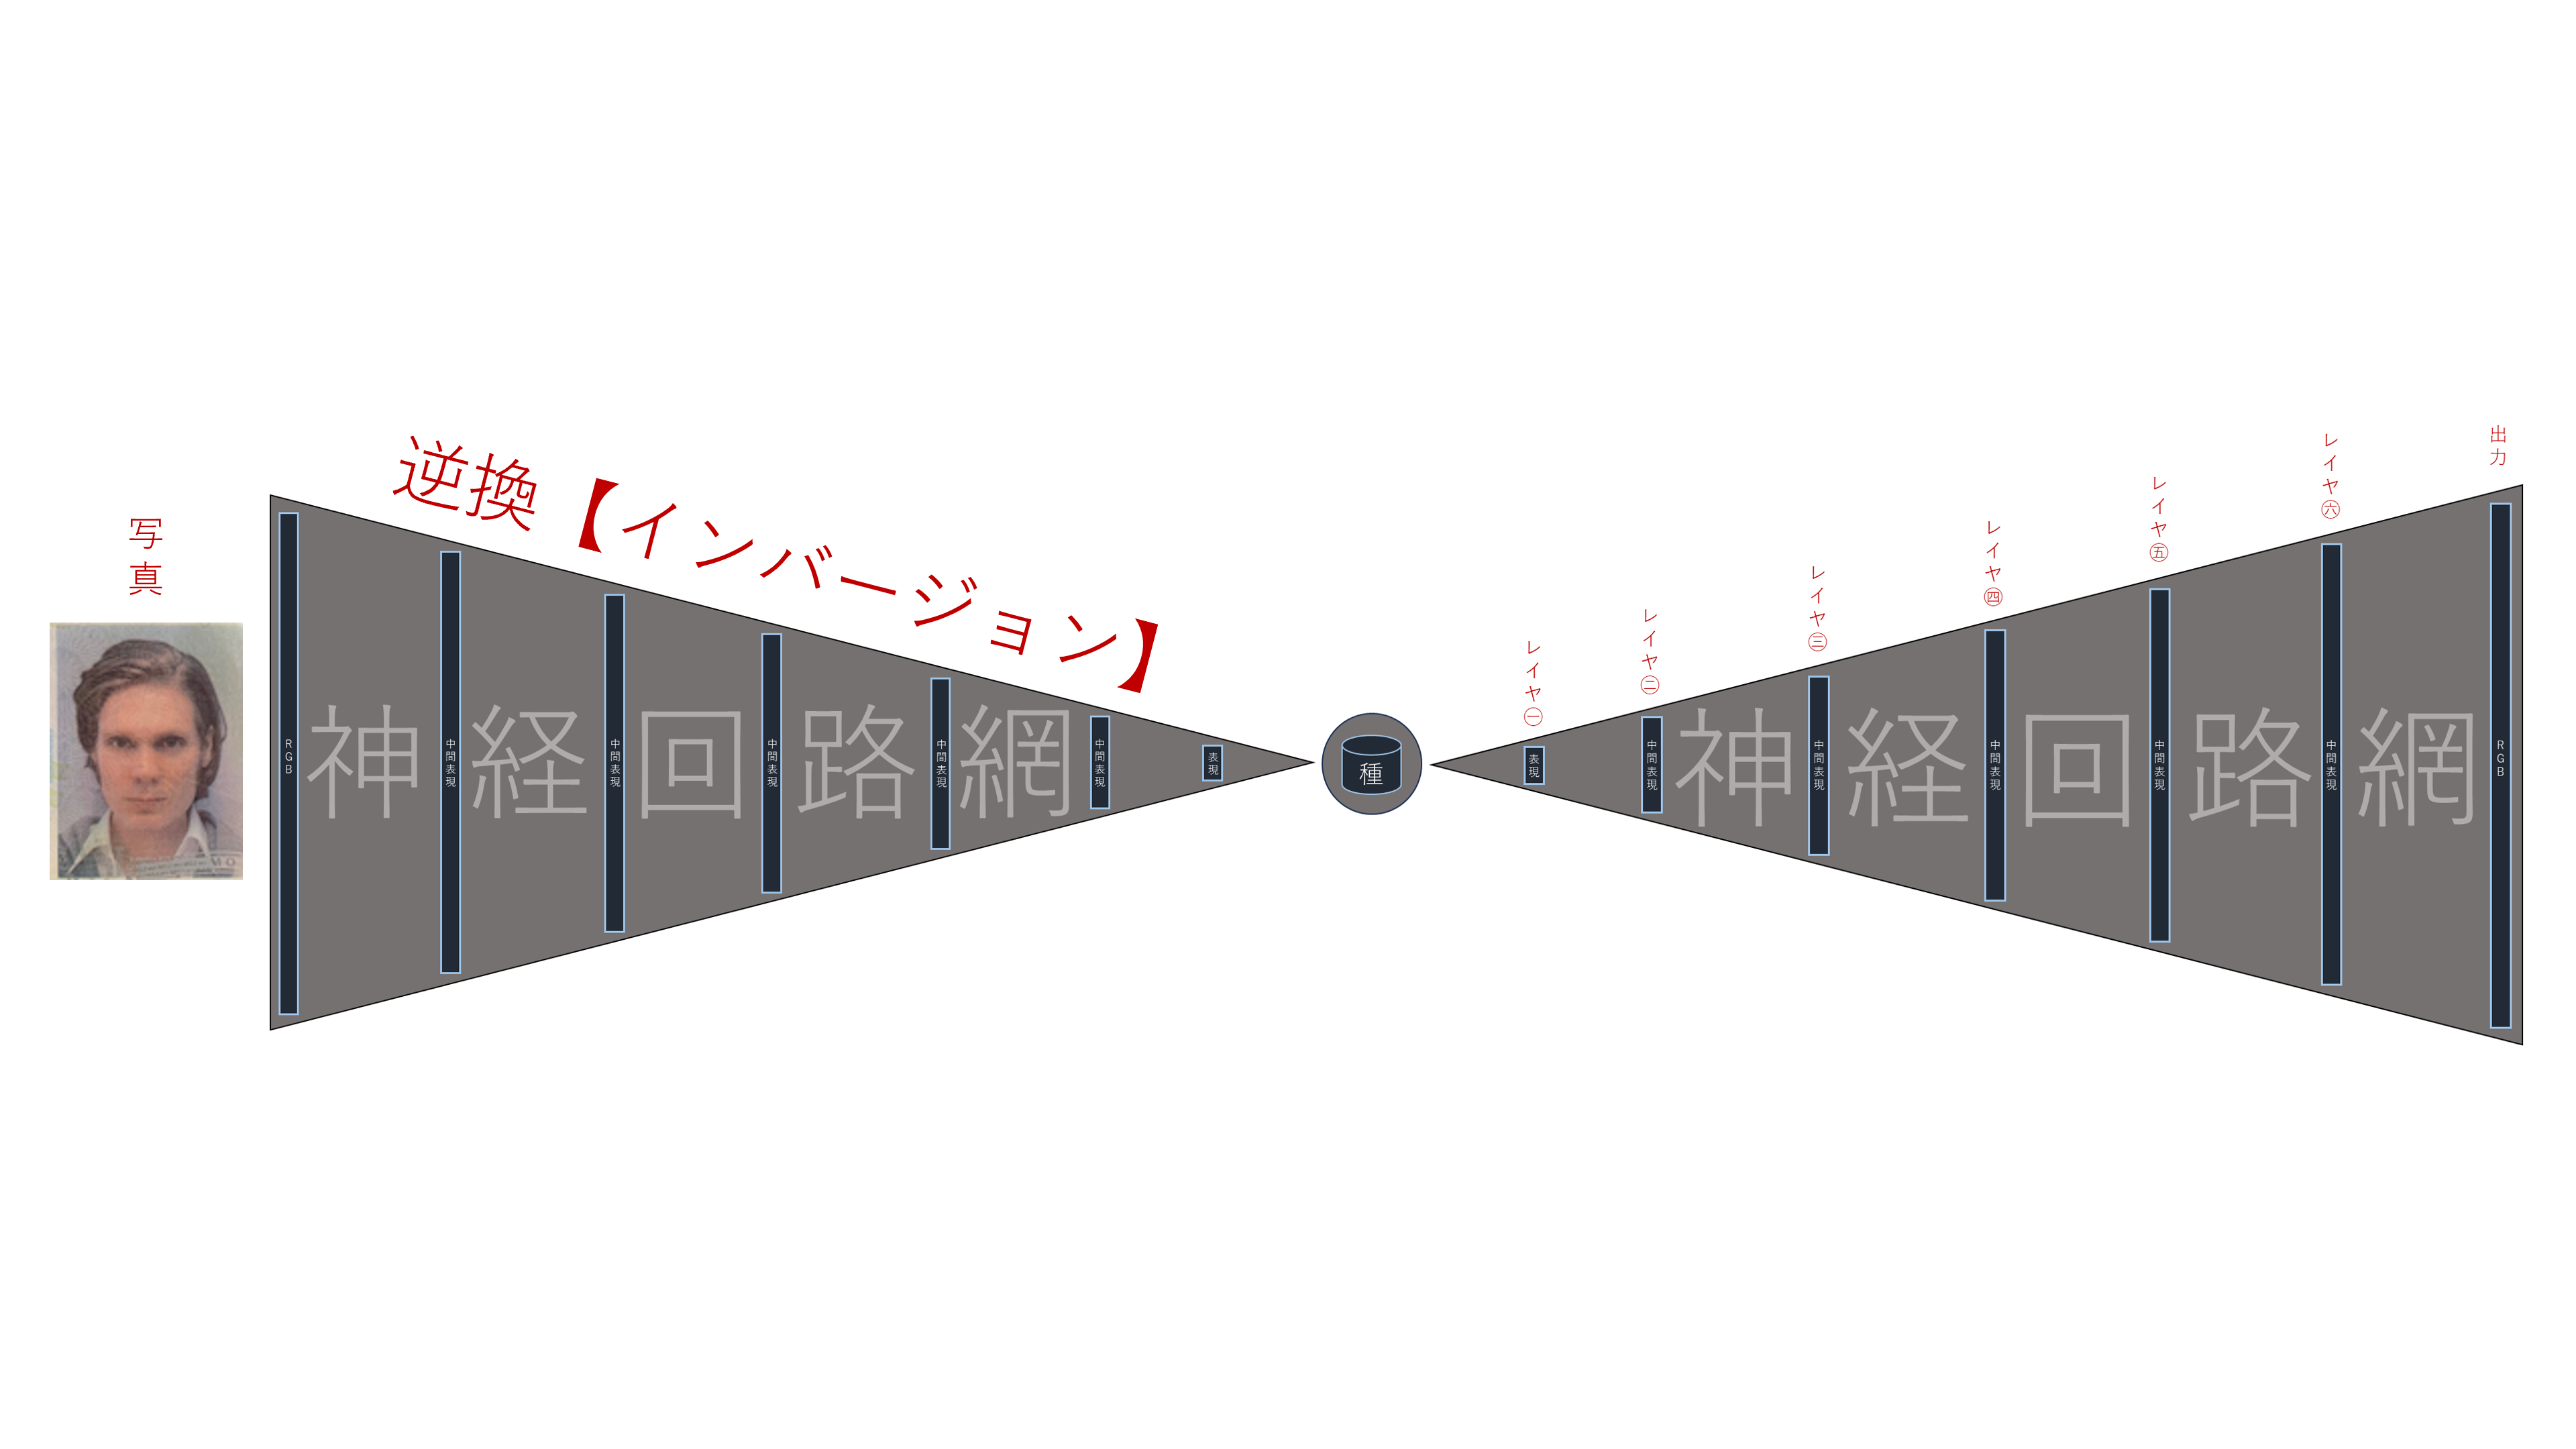 写真
逆換【インバージョン】
RGB
神経回路網
中間表現
中間表現
中間表現
中間表現
中間表現
表現
種
レイヤ㊀
レイヤ㊁
レイヤ㊂
レイヤ㊃
レイヤ㊄
レイヤ㊅
出力
表現
中間表現
神経回路網
中間表現
中間表現
中間表現
中間表現
RGB